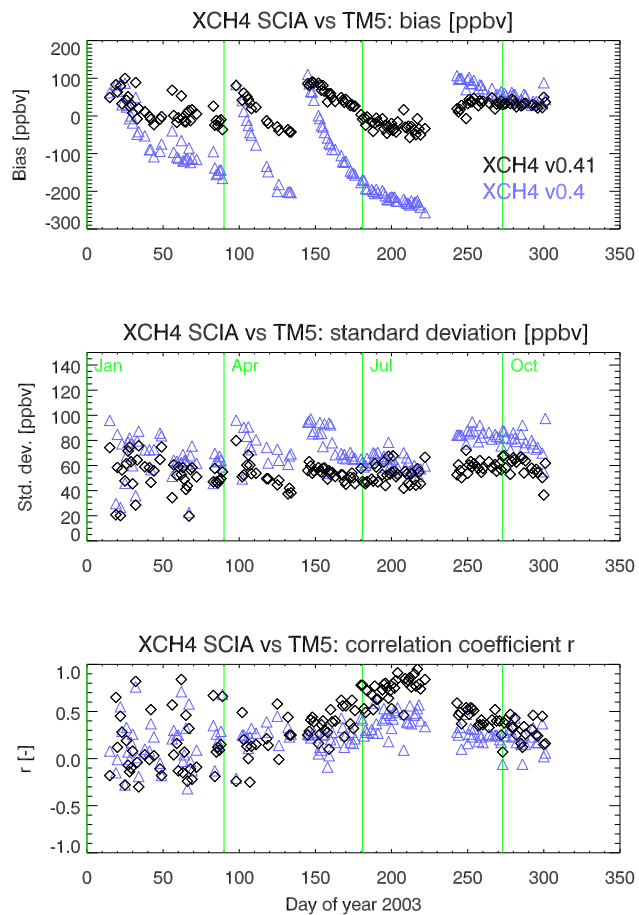 XCH4 SCIA vs TM5: bias [ppbv]
200
100
0
-100
-200
-300
Bias [ppbv]
XCH4 v0.41
XCH4 v0.4
0 50 100 150 200 250 300 350
XCH4 SCIA vs TM5: standard deviation [ppbv]
140
120
100
80
60
40
20
0
Std. dev. [ppbv]
Jan Apr Jul Oct
0 50 100 150 200 250 300 350
XCH4 SCIA vs TM5: correlation coefficient r
1.0
0.5
0.0
-0.5
-1.0
r [-]
0 50 100 150 200 250 300 350
Day of year 2003